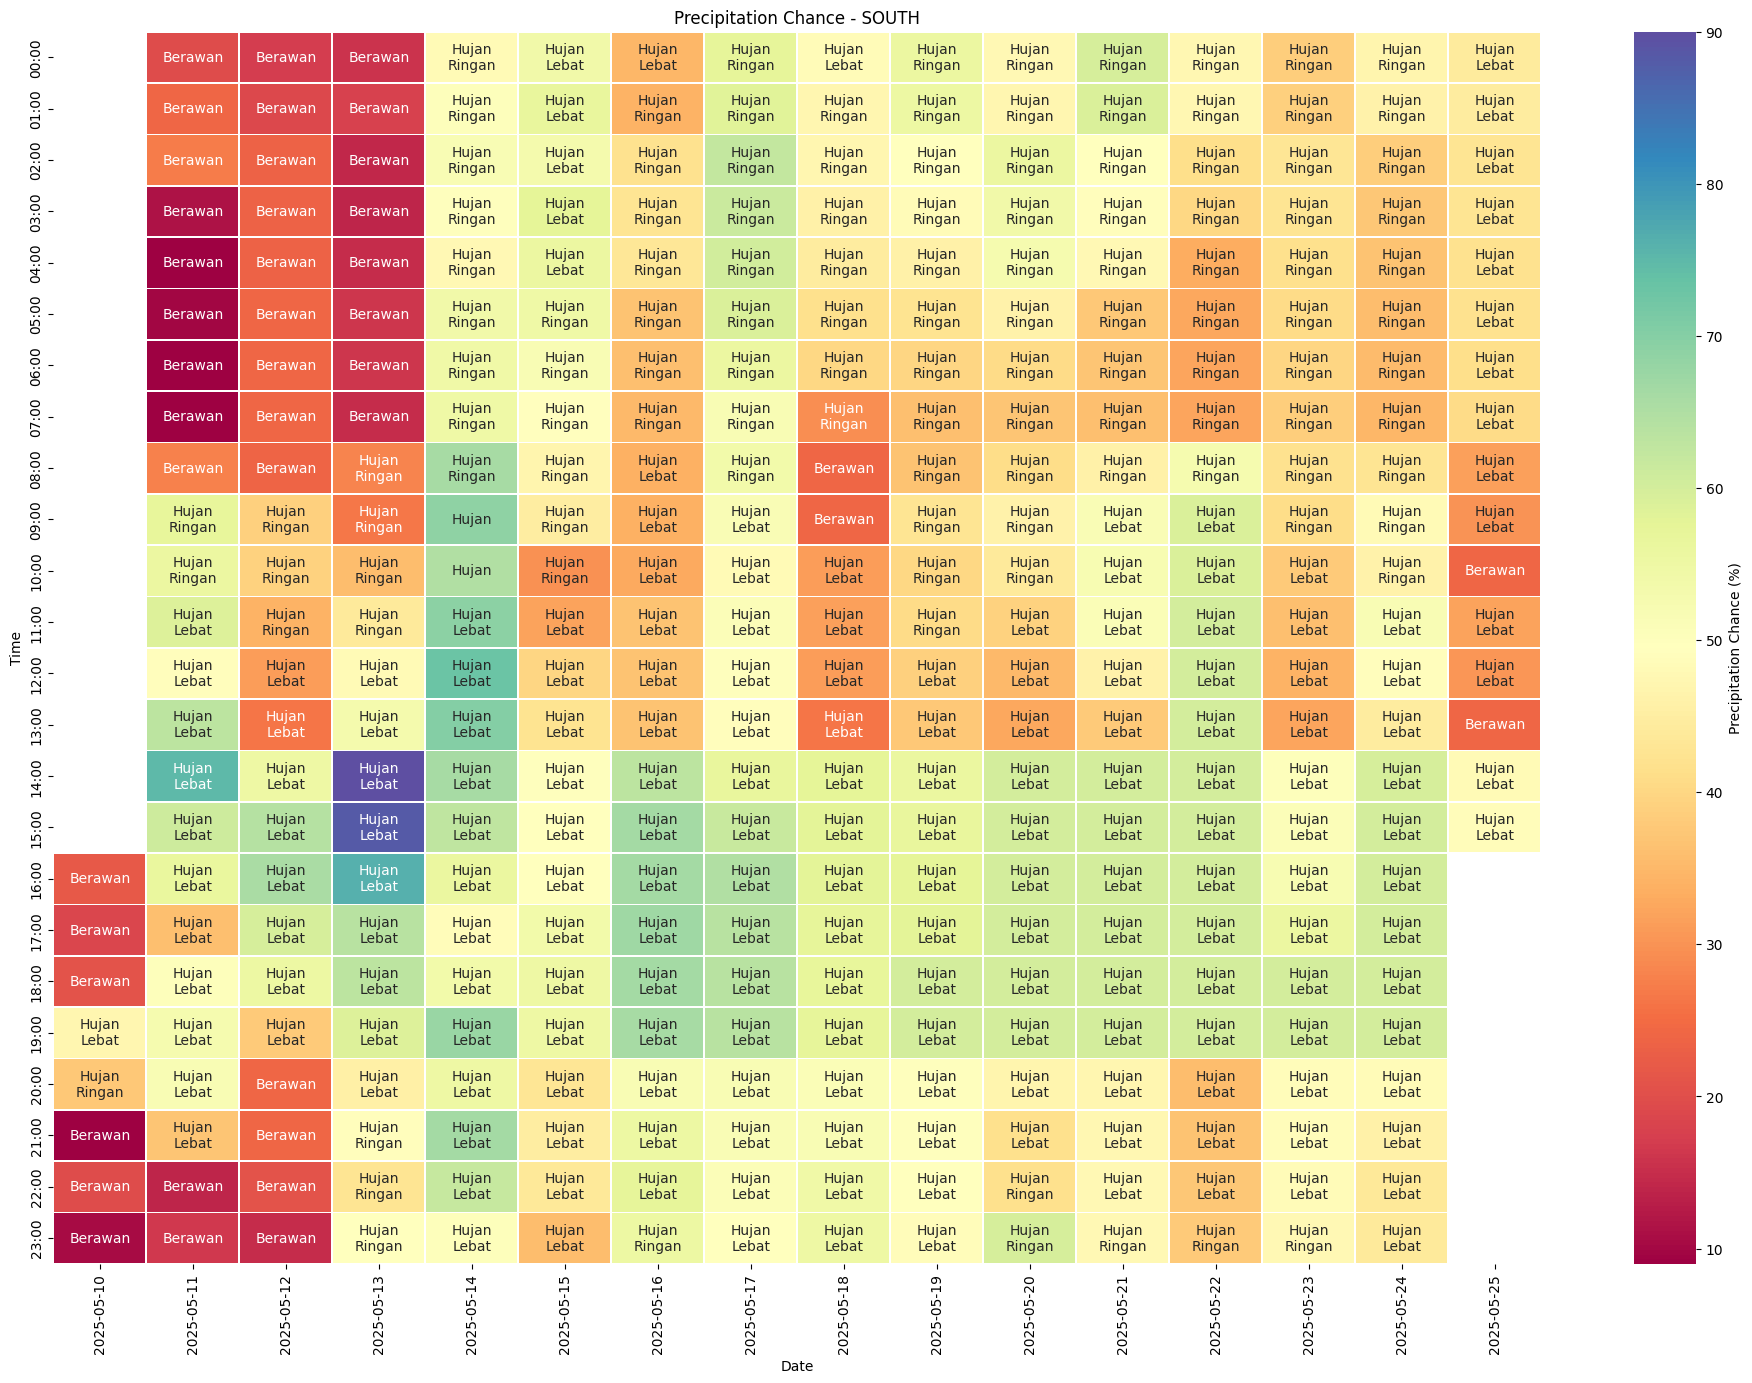 Precipitation Chance - SOUTH
Time
00:00 Berawan Berawan Berawan Hujan Ringan Hujan Lebat Hujan Lebat Hujan Ringan Hujan Lebat Hujan Ringan Hujan Ringan Hujan Ringan Hujan Ringan Hujan Ringan Hujan Ringan Hujan Lebat
01:00 Berawan Berawan Berawan Hujan Ringan Hujan Lebat Hujan Ringan Hujan Ringan Hujan Ringan Hujan Ringan Hujan Ringan Hujan Ringan Hujan Ringan Hujan Ringan Hujan Ringan Hujan Lebat
02:00 Berawan Berawan Berawan Hujan Ringan Hujan Lebat Hujan Ringan Hujan Ringan Hujan Ringan Hujan Ringan Hujan Ringan Hujan Ringan Hujan Ringan Hujan Ringan Hujan Ringan Hujan Lebat
03:00 Berawan Berawan Berawan Hujan Ringan Hujan Lebat Hujan Ringan Hujan Ringan Hujan Ringan Hujan Ringan Hujan Ringan Hujan Ringan Hujan Ringan Hujan Ringan Hujan Ringan Hujan Lebat
04:00 Berawan Berawan Berawan Hujan Ringan Hujan Lebat Hujan Ringan Hujan Ringan Hujan Ringan Hujan Ringan Hujan Ringan Hujan Ringan Hujan Ringan Hujan Ringan Hujan Ringan Hujan Lebat
05:00 Berawan Berawan Berawan Hujan Ringan Hujan Ringan Hujan Ringan Hujan Ringan Hujan Ringan Hujan Ringan Hujan Ringan Hujan Ringan Hujan Ringan Hujan Ringan Hujan Ringan Hujan Lebat
06:00 Berawan Berawan Berawan Hujan Ringan Hujan Ringan Hujan Ringan Hujan Ringan Hujan Ringan Hujan Ringan Hujan Ringan Hujan Ringan Hujan Ringan Hujan Ringan Hujan Ringan Hujan Lebat
07:00 Berawan Berawan Berawan Hujan Ringan Hujan Ringan Hujan Ringan Hujan Ringan Hujan Ringan Hujan Ringan Hujan Ringan Hujan Ringan Hujan Ringan Hujan Ringan Hujan Ringan Hujan Lebat
08:00 Berawan Berawan Hujan Ringan Hujan Ringan Hujan Ringan Hujan Lebat Hujan Ringan Berawan Hujan Ringan Hujan Ringan Hujan Ringan Hujan Ringan Hujan Ringan Hujan Ringan Hujan Lebat
09:00 Hujan Ringan Hujan Ringan Hujan Ringan Hujan Hujan Ringan Hujan Lebat Hujan Lebat Berawan Hujan Ringan Hujan Ringan Hujan Lebat Hujan Lebat Hujan Ringan Hujan Ringan Hujan Lebat
10:00 Hujan Ringan Hujan Ringan Hujan Ringan Hujan Hujan Ringan Hujan Lebat Hujan Lebat Hujan Lebat Hujan Ringan Hujan Ringan Hujan Lebat Hujan Lebat Hujan Lebat Hujan Ringan Berawan
11:00 Hujan Lebat Hujan Ringan Hujan Ringan Hujan Lebat Hujan Lebat Hujan Lebat Hujan Lebat Hujan Lebat Hujan Ringan Hujan Lebat Hujan Lebat Hujan Lebat Hujan Lebat Hujan Lebat Hujan Lebat
12:00 Hujan Lebat Hujan Lebat Hujan Lebat Hujan Lebat Hujan Lebat Hujan Lebat Hujan Lebat Hujan Lebat Hujan Lebat Hujan Lebat Hujan Lebat Hujan Lebat Hujan Lebat Hujan Lebat Hujan Lebat
13:00 Hujan Lebat Hujan Lebat Hujan Lebat Hujan Lebat Hujan Lebat Hujan Lebat Hujan Lebat Hujan Lebat Hujan Lebat Hujan Lebat Hujan Lebat Hujan Lebat Hujan Lebat Hujan Lebat Berawan
14:00 Hujan Lebat Hujan Lebat Hujan Lebat Hujan Lebat Hujan Lebat Hujan Lebat Hujan Lebat Hujan Lebat Hujan Lebat Hujan Lebat Hujan Lebat Hujan Lebat Hujan Lebat Hujan Lebat Hujan Lebat
15:00 Hujan Lebat Hujan Lebat Hujan Lebat Hujan Lebat Hujan Lebat Hujan Lebat Hujan Lebat Hujan Lebat Hujan Lebat Hujan Lebat Hujan Lebat Hujan Lebat Hujan Lebat Hujan Lebat Hujan Lebat
16:00 Berawan Hujan Lebat Hujan Lebat Hujan Lebat Hujan Lebat Hujan Lebat Hujan Lebat Hujan Lebat Hujan Lebat Hujan Lebat Hujan Lebat Hujan Lebat Hujan Lebat Hujan Lebat Hujan Lebat
17:00 Berawan Hujan Lebat Hujan Lebat Hujan Lebat Hujan Lebat Hujan Lebat Hujan Lebat Hujan Lebat Hujan Lebat Hujan Lebat Hujan Lebat Hujan Lebat Hujan Lebat Hujan Lebat Hujan Lebat
18:00 Berawan Hujan Lebat Hujan Lebat Hujan Lebat Hujan Lebat Hujan Lebat Hujan Lebat Hujan Lebat Hujan Lebat Hujan Lebat Hujan Lebat Hujan Lebat Hujan Lebat Hujan Lebat Hujan Lebat
19:00 Hujan Lebat Hujan Lebat Hujan Lebat Hujan Lebat Hujan Lebat Hujan Lebat Hujan Lebat Hujan Lebat Hujan Lebat Hujan Lebat Hujan Lebat Hujan Lebat Hujan Lebat Hujan Lebat Hujan Lebat
20:00 Hujan Ringan Hujan Lebat Berawan Hujan Lebat Hujan Lebat Hujan Lebat Hujan Lebat Hujan Lebat Hujan Lebat Hujan Lebat Hujan Lebat Hujan Lebat Hujan Lebat Hujan Lebat Hujan Lebat
21:00 Berawan Hujan Lebat Berawan Hujan Ringan Hujan Lebat Hujan Lebat Hujan Lebat Hujan Lebat Hujan Lebat Hujan Lebat Hujan Lebat Hujan Lebat Hujan Lebat Hujan Lebat Hujan Lebat
22:00 Berawan Berawan Berawan Hujan Ringan Hujan Lebat Hujan Lebat Hujan Lebat Hujan Lebat Hujan Lebat Hujan Lebat Hujan Ringan Hujan Lebat Hujan Lebat Hujan Lebat Hujan Lebat
23:00 Berawan Berawan Berawan Hujan Ringan Hujan Lebat Hujan Lebat Hujan Ringan Hujan Lebat Hujan Lebat Hujan Lebat Hujan Ringan Hujan Ringan Hujan Ringan Hujan Ringan Hujan Lebat
2025-05-10 2025-05-11 2025-05-12 2025-05-13 2025-05-14 2025-05-15 2025-05-16 2025-05-17 2025-05-18 2025-05-19 2025-05-20 2025-05-21 2025-05-22 2025-05-23 2025-05-24 2025-05-25
Date
90
80
70
60
50
40
30
20
10
Precipitation Chance (%)